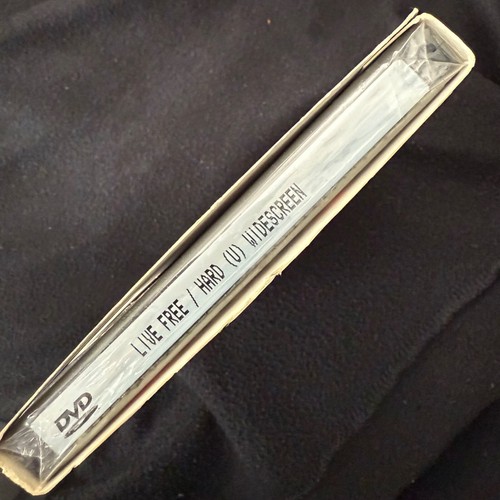 DVD
LIVE FREE / HARD (U) WIDESCREEN